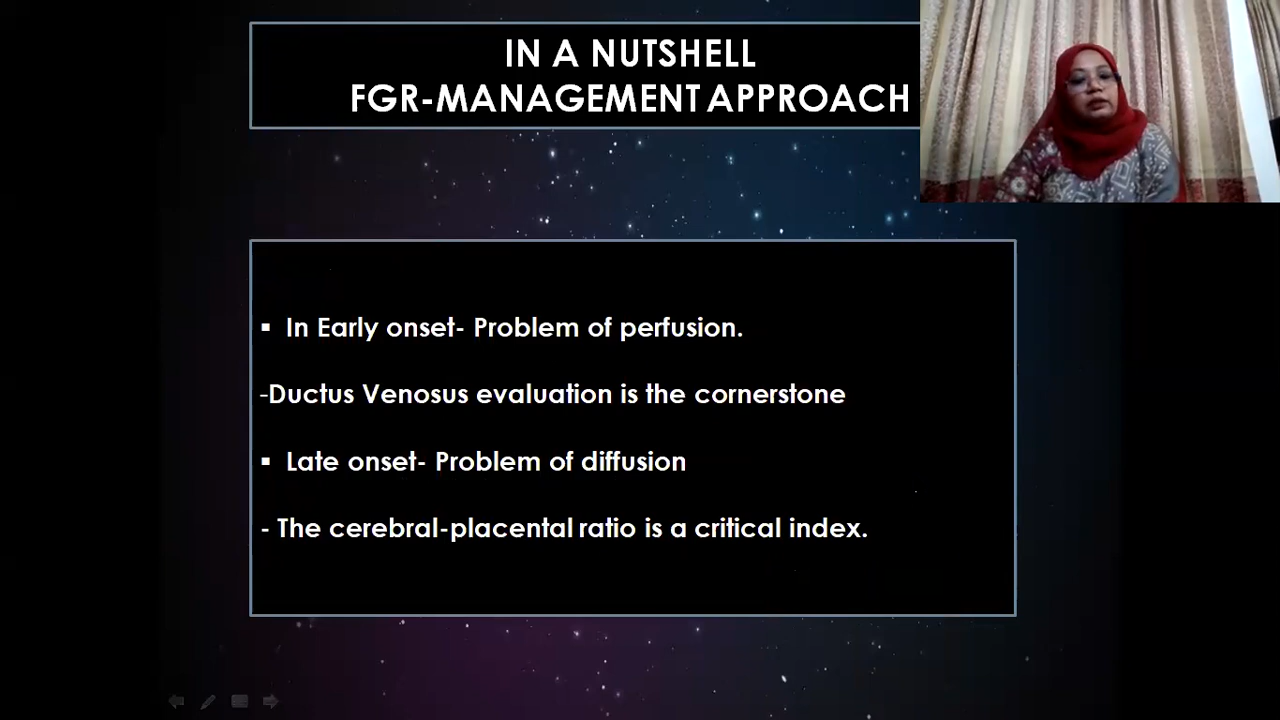 IN A NUTSHELL
FGR-MANAGEMENT APPROACH
▪ In Early onset- Problem of perfusion.
-Ductus Venosus evaluation is the cornerstone
▪ Late onset- Problem of diffusion
- The cerebral-placental ratio is a critical index.